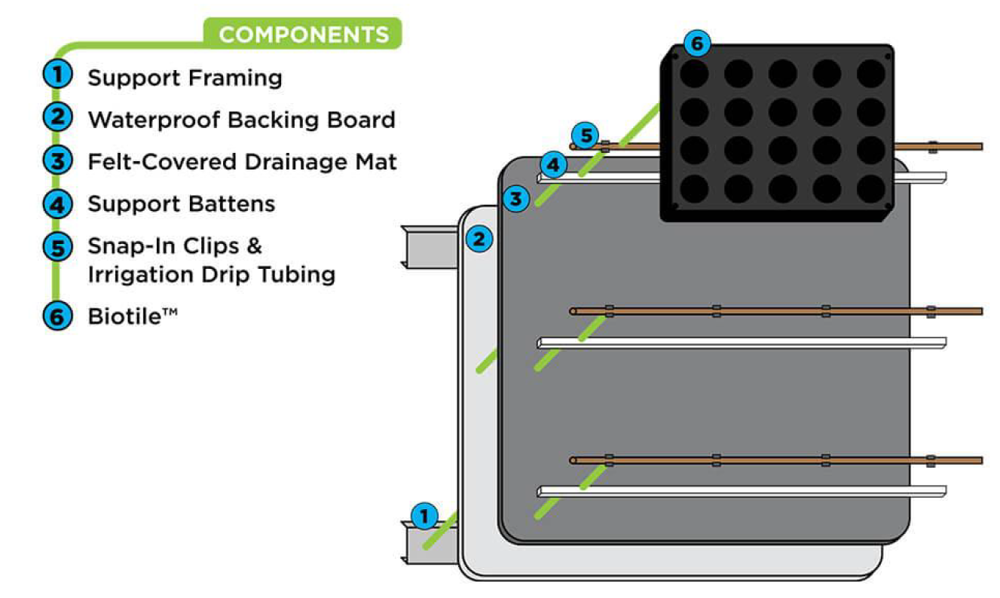 COMPONENTS
1 Support Framing
2 Waterproof Backing Board
3 Felt-Covered Drainage Mat
4 Support Battens
5 Snap-In Clips &
Irrigation Drip Tubing
6 Biotile™
6
5
4
3
2
1